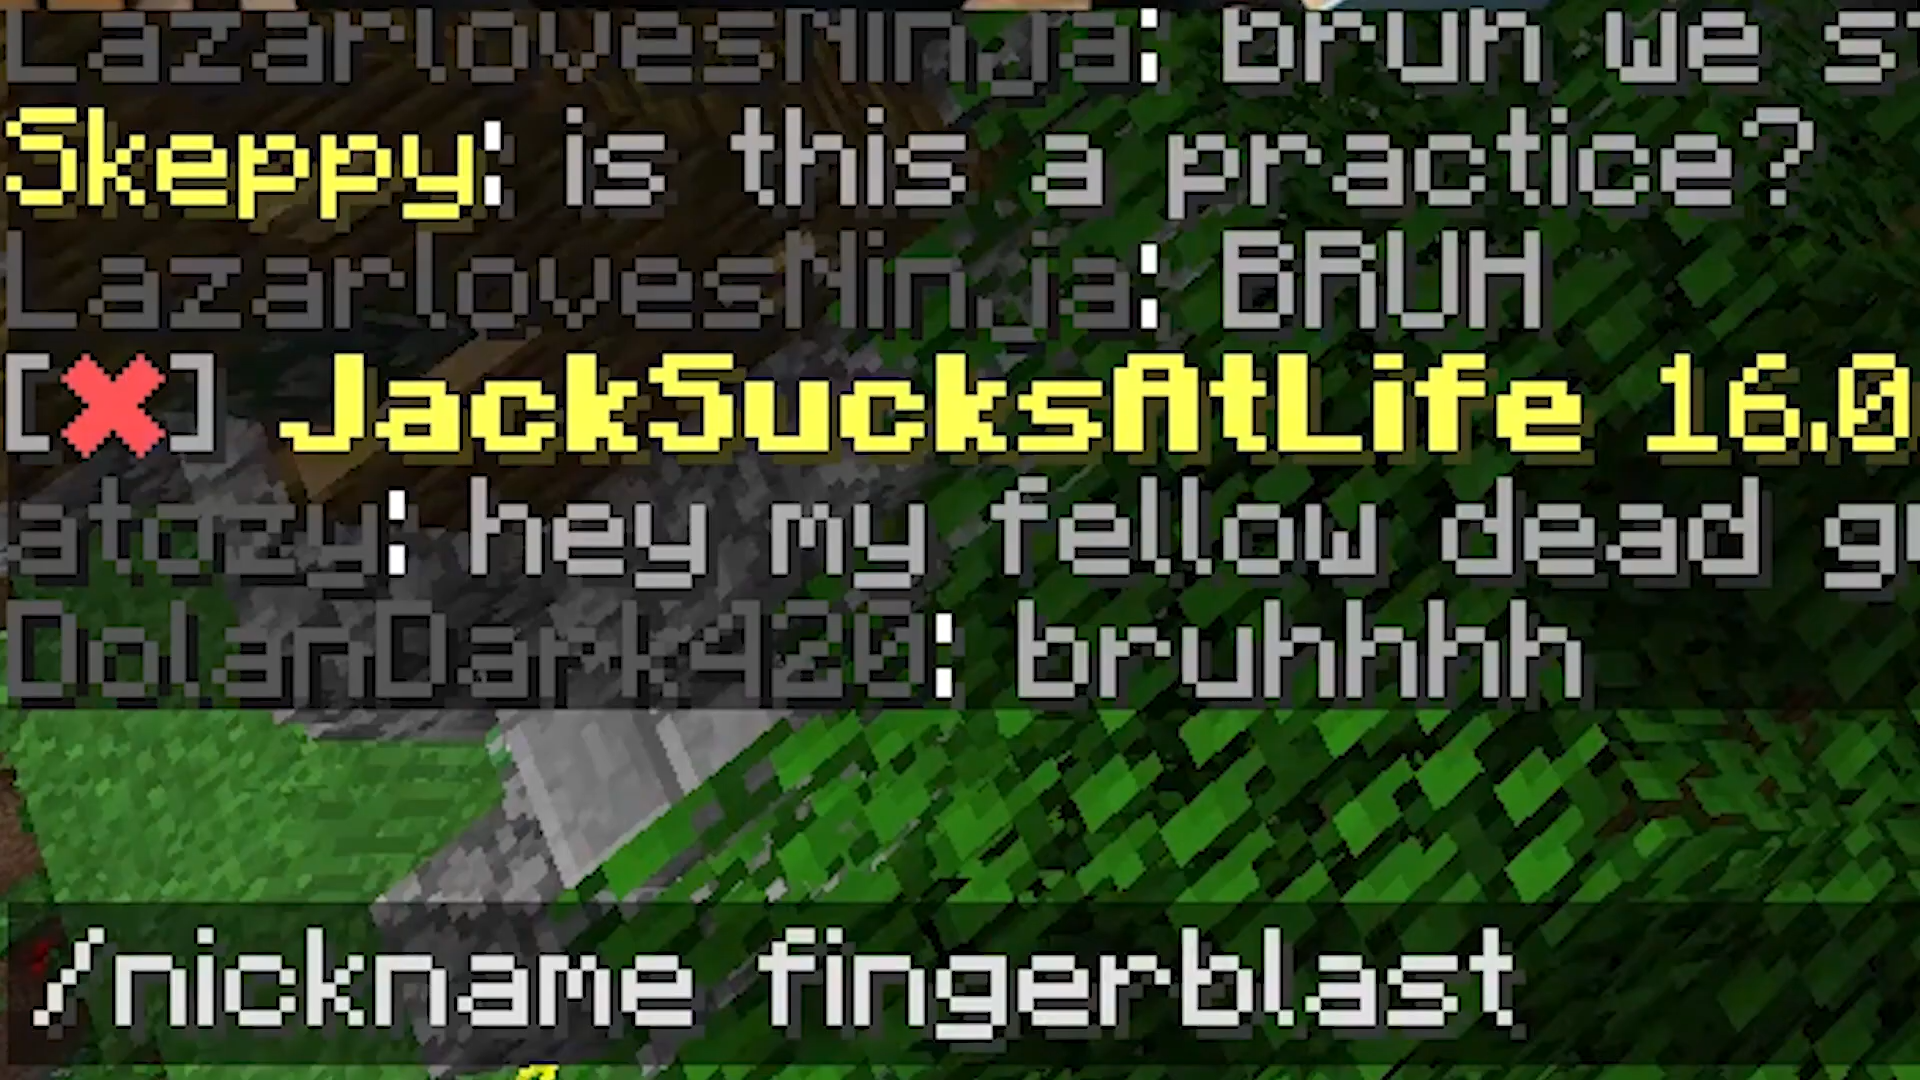 LazarlovesNinja: bruh we st
Skeppy: is this a practice?
LazarlovesNinja: BRUH
[✖] JackSucksAtLife 16.0
atozy: hey my fellow dead
DolanDark420: bruhhhh
/nickname fingerblast